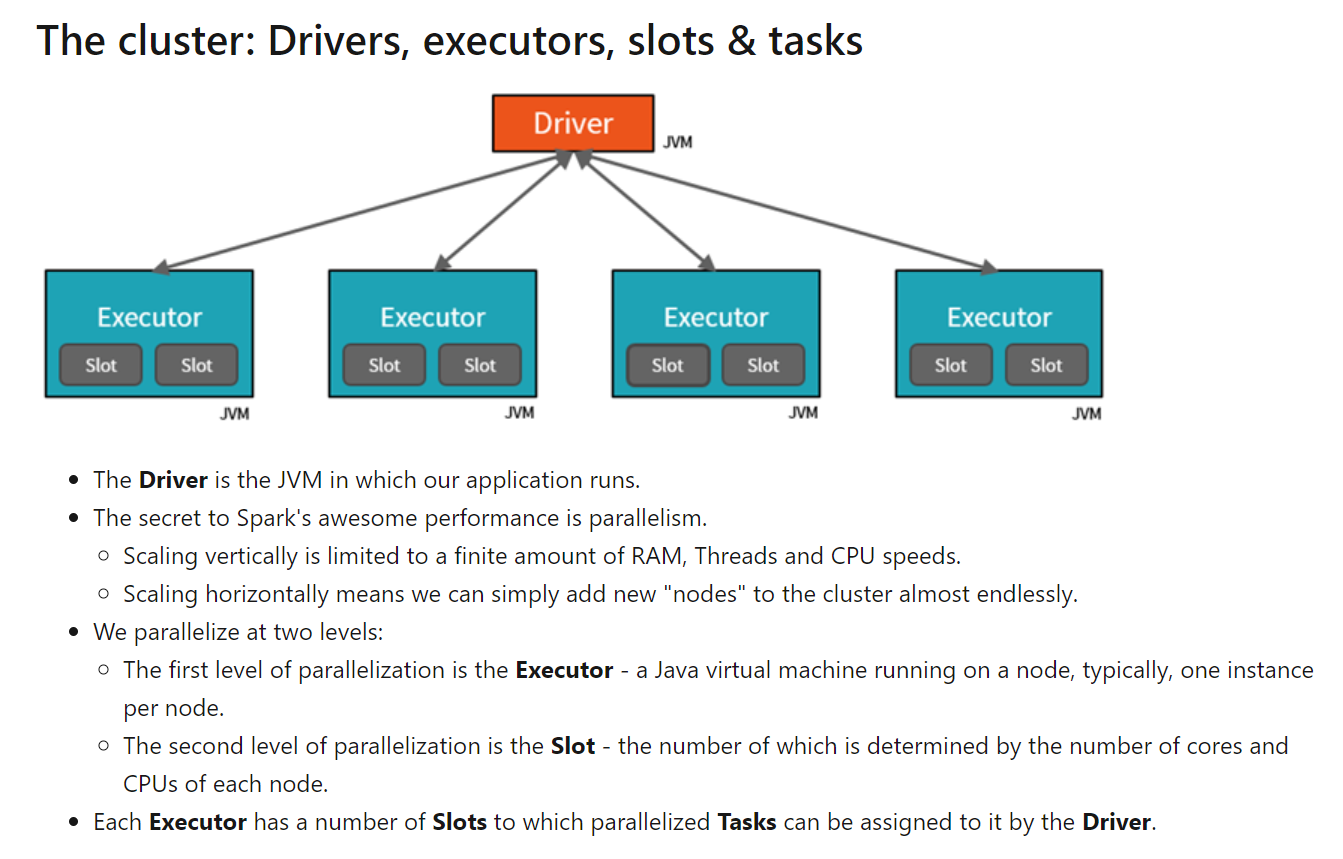 The cluster: Drivers, executors, slots & tasks
Driver
JVM
Executor
Slot Slot
JVM
Executor
Slot Slot
JVM
Executor
Slot Slot
JVM
Executor
Slot Slot
JVM
• The Driver is the JVM in which our application runs.
• The secret to Spark's awesome performance is parallelism.
○ Scaling vertically is limited to a finite amount of RAM, Threads and CPU speeds.
○ Scaling horizontally means we can simply add new "nodes" to the cluster almost endlessly.
• We parallelize at two levels:
○ The first level of parallelization is the Executor - a Java virtual machine running on a node, typically, one instance
per node.
○ The second level of parallelization is the Slot - the number of which is determined by the number of cores and
CPUs of each node.
• Each Executor has a number of Slots to which parallelized Tasks can be assigned to it by the Driver.